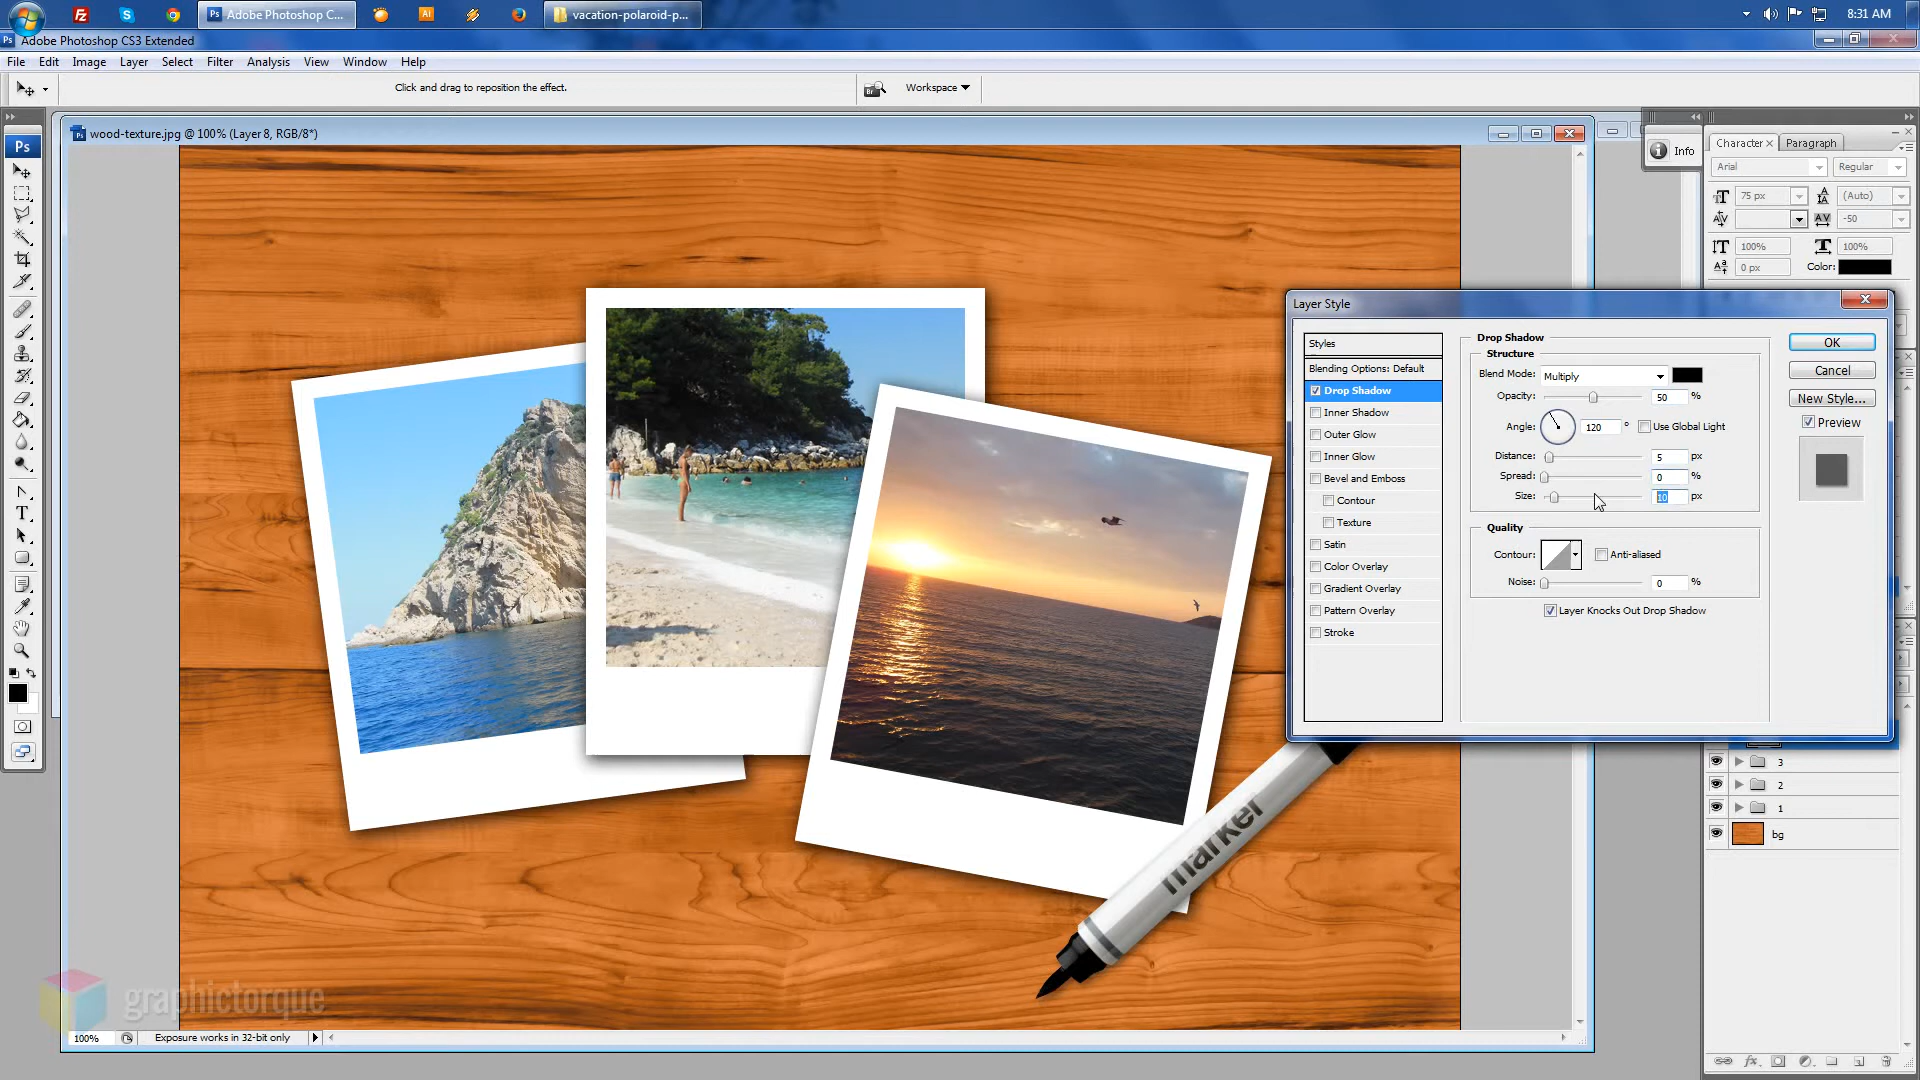 Adobe Photoshop C...
vacation-polaroid-p...
8:31 AM
Adobe Photoshop CS3 Extended
File Edit Image Layer Select Filter Analysis View Window Help
Click and drag to reposition the effect.
Workspace
wood-texture.jpg @ 100% (Layer 8, RGB/8*)
Info
Character Paragraph
Arial Regular
75 px (Auto)
-50
100% 100%
0 px Color:
Layer Style
Styles
Blending Options: Default
Drop Shadow
Inner Shadow
Outer Glow
Inner Glow
Bevel and Emboss
Contour
Texture
Satin
Color Overlay
Gradient Overlay
Pattern Overlay
Stroke
Drop Shadow
Structure
Blend Mode: Multiply
Opacity: 50 %
Angle: 120 ° Use Global Light
Distance: 5 px
Spread: 0 %
Size: 10 px
Quality
Contour: Anti-aliased
Noise: 0 %
Layer Knocks Out Drop Shadow
OK
Cancel
New Style...
Preview
3
2
1
bg
marker
graphictorque
100% Exposure works in 32-bit only